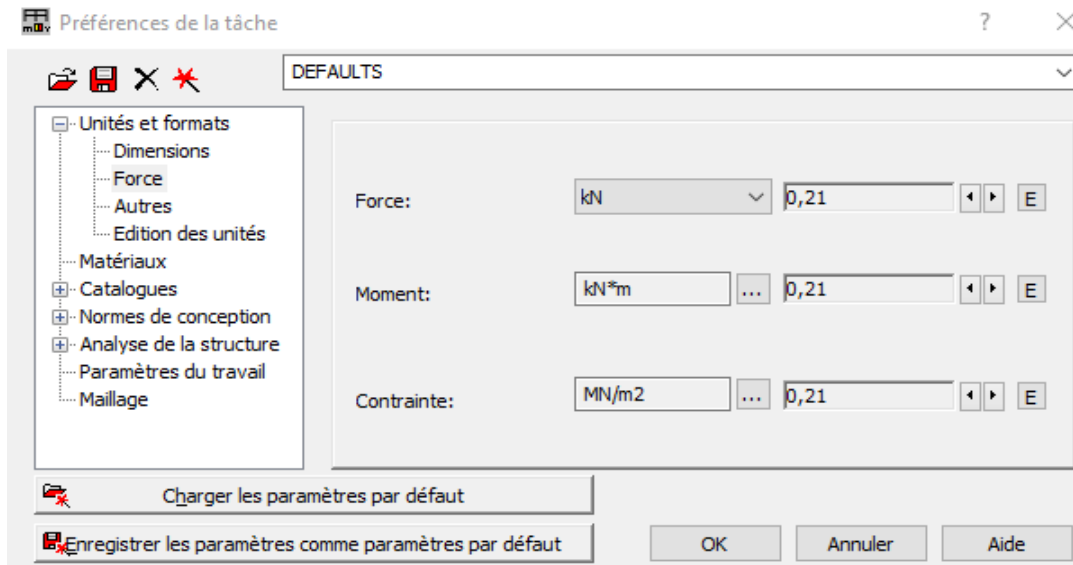 Préférences de la tâche
?
DEFAULTS
Unités et formats
Dimensions
Force
Autres
Edition des unités
Matériaux
Catalogues
Normes de conception
Analyse de la structure
Paramètres du travail
Maillage
Force: kN 0,21 E
Moment: kN*m ... 0,21 E
Contrainte: MN/m2 ... 0,21 E
Charger les paramètres par défaut
Enregistrer les paramètres comme paramètres par défaut
OK Annuler Aide